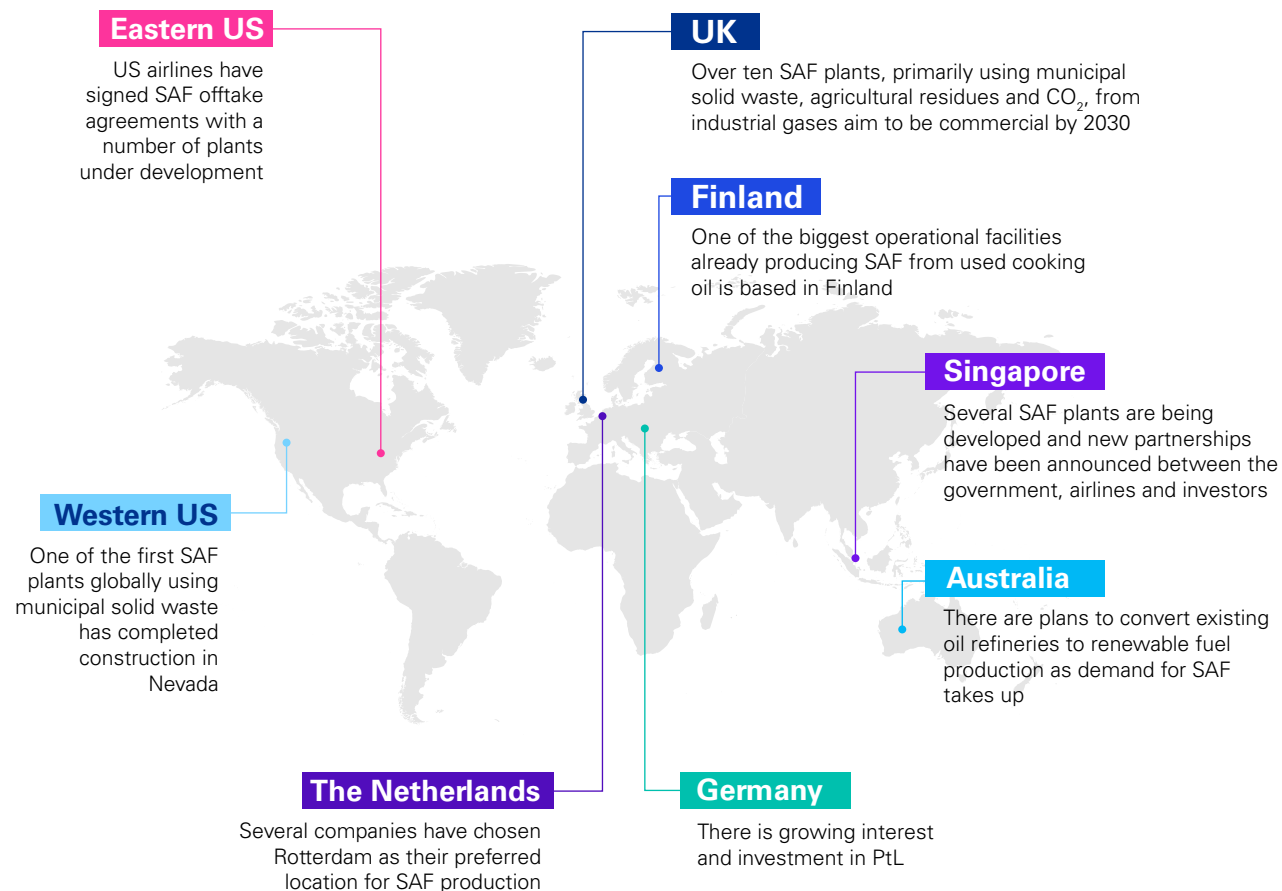 Eastern US
US airlines have
signed SAF offtake
agreements with a
number of plants
under development
UK
Over ten SAF plants, primarily using municipal
solid waste, agricultural residues and CO₂, from
industrial gases aim to be commercial by 2030
Finland
One of the biggest operational facilities
already producing SAF from used cooking
oil is based in Finland
Singapore
Several SAF plants are being
developed and new partnerships
have been announced between the
government, airlines and investors
Western US
One of the first SAF
plants globally using
municipal solid waste
has completed
construction in
Nevada
Australia
There are plans to convert existing
oil refineries to renewable fuel
production as demand for SAF
takes up
The Netherlands
Several companies have chosen
Rotterdam as their preferred
location for SAF production
Germany
There is growing interest
and investment in PtL